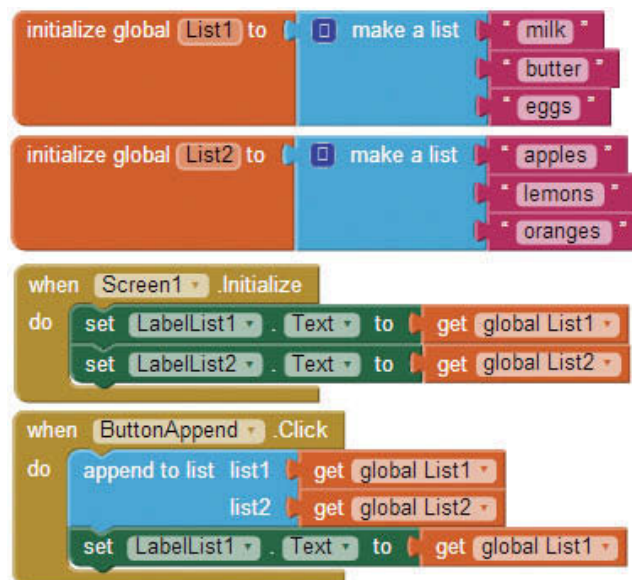 initialize global List1 to make a list " milk "
" butter "
" eggs "
initialize global List2 to make a list " apples "
" lemons "
" oranges "
when Screen1 .Initialize
do set LabelList1 . Text to get global List1
set LabelList2 . Text to get global List2
when ButtonAppend .Click
do append to list list1 get global List1
list2 get global List2
set LabelList1 . Text to get global List1